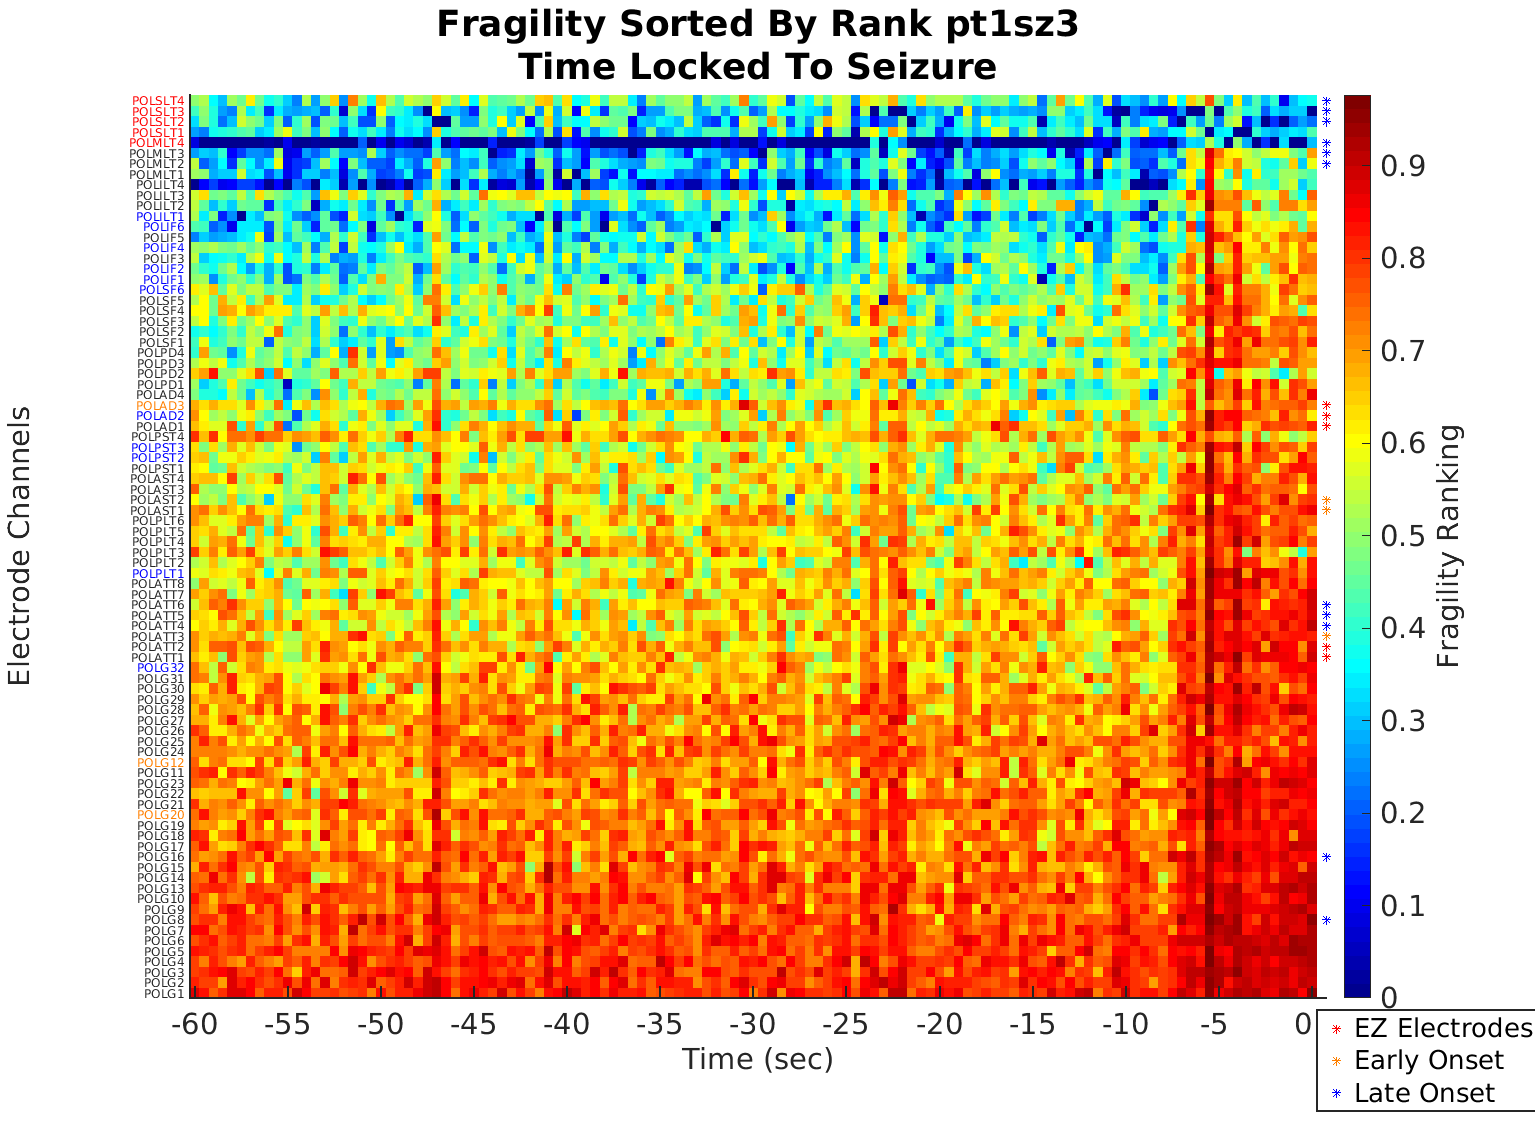 Fragility Sorted By Rank pt1sz3
Time Locked To Seizure
Electrode Channels
POLSLT4
POLSLT3
POLSLT2
POLSLT1
POLMLT4
POLMLT3
POLMLT2
POLMLT1
POLILT4
POLILT3
POLILT2
POLILT1
POLIF6
POLIF5
POLIF4
POLIF3
POLIF2
POLIF1
POLSF6
POLSF5
POLSF4
POLSF3
POLSF2
POLSF1
POLPD4
POLPD3
POLPD2
POLPD1
POLAD4
POLAD3
POLAD2
POLAD1
POLPST4
POLPST3
POLPST2
POLPST1
POLAST4
POLAST3
POLAST2
POLAST1
POLPLT6
POLPLT5
POLPLT4
POLPLT3
POLPLT2
POLPLT1
POLATT8
POLATT7
POLATT6
POLATT5
POLATT4
POLATT3
POLATT2
POLATT1
POLG32
POLG31
POLG30
POLG29
POLG28
POLG27
POLG26
POLG25
POLG24
POLG12
POLG11
POLG23
POLG22
POLG21
POLG20
POLG19
POLG18
POLG17
POLG16
POLG15
POLG14
POLG13
POLG10
POLG9
POLG8
POLG7
POLG6
POLG5
POLG4
POLG3
POLG2
POLG1
-60 -55 -50 -45 -40 -35 -30 -25 -20 -15 -10 -5 0
Time (sec)
0.9
0.8
0.7
0.6
0.5
0.4
0.3
0.2
0.1
0
Fragility Ranking
EZ Electrodes
Early Onset
Late Onset